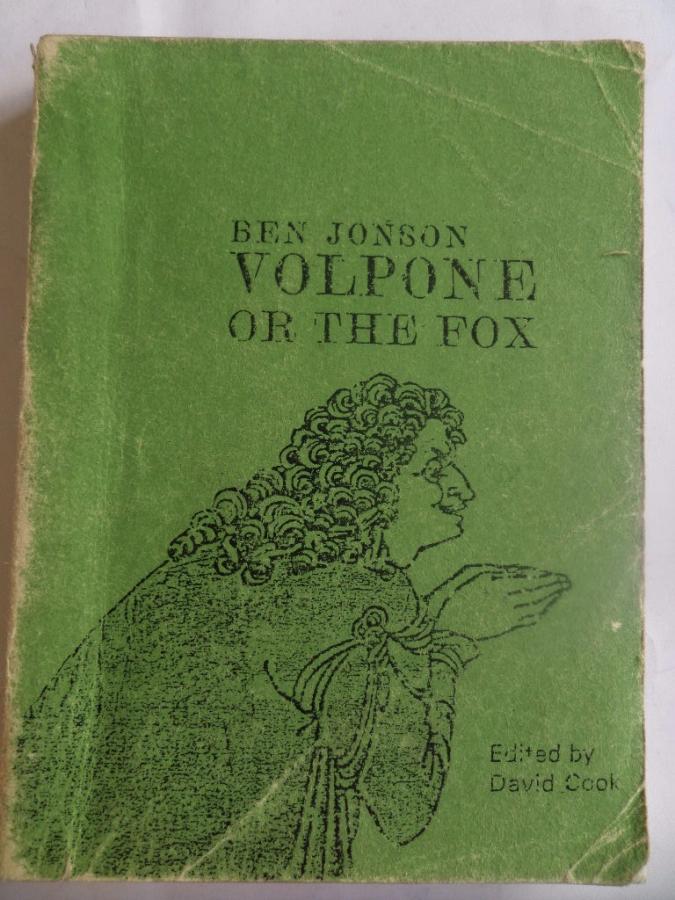 BEN JONSON
VOLPONE
OR THE FOX
Edited by
David Cook